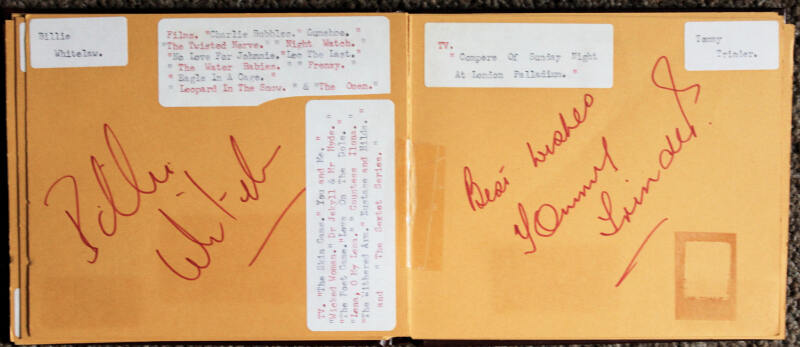 Billie
Whitelaw.
Films. "Charlie Bubbles." Gumshoe. "
"The Twisted Nerve. " " Night Watch. "
"No Love For Johnnie."Leo The Last."
" The Water Babies. " " Frenzy. "
" Eagle In A Cage. "
" Leopard In The Snow. " & "The Omen."
Billie
Whitelaw
TV. "The Skin Game." You and Me. "
"Wicked Woman." Dr Jekyll & Mr Hyde. "
"The Poet Game."Love On The Dole. "
"Lena, O My Lena. " " Countess Ilona. "
"The Withered Arm." Eustace and Hilda.
and " The Sextet Series. "
TV.
" Compere Of Sunday Night
At London Palladium. "
Tommy
Trinder.
Best wishes
Tommy
Trinder.